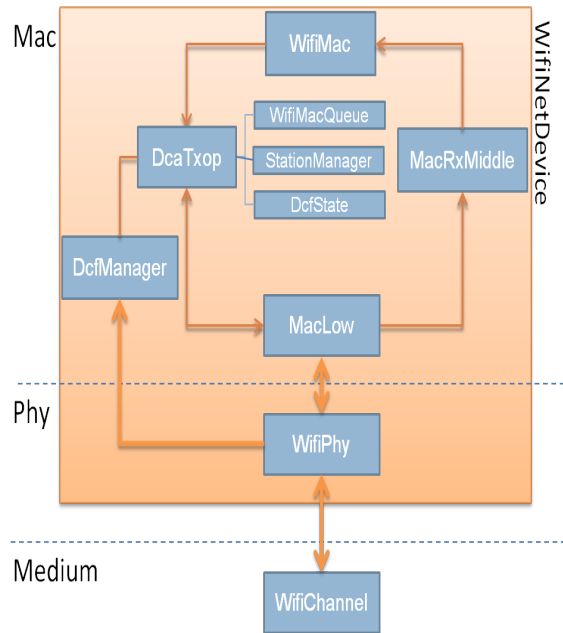 Mac
WifiMac
WifiNetDevice
WifiMacQueue
DcaTxop
StationManager
MacRxMiddle
DcfState
DcfManager
MacLow
Phy
WifiPhy
Medium
WifiChannel